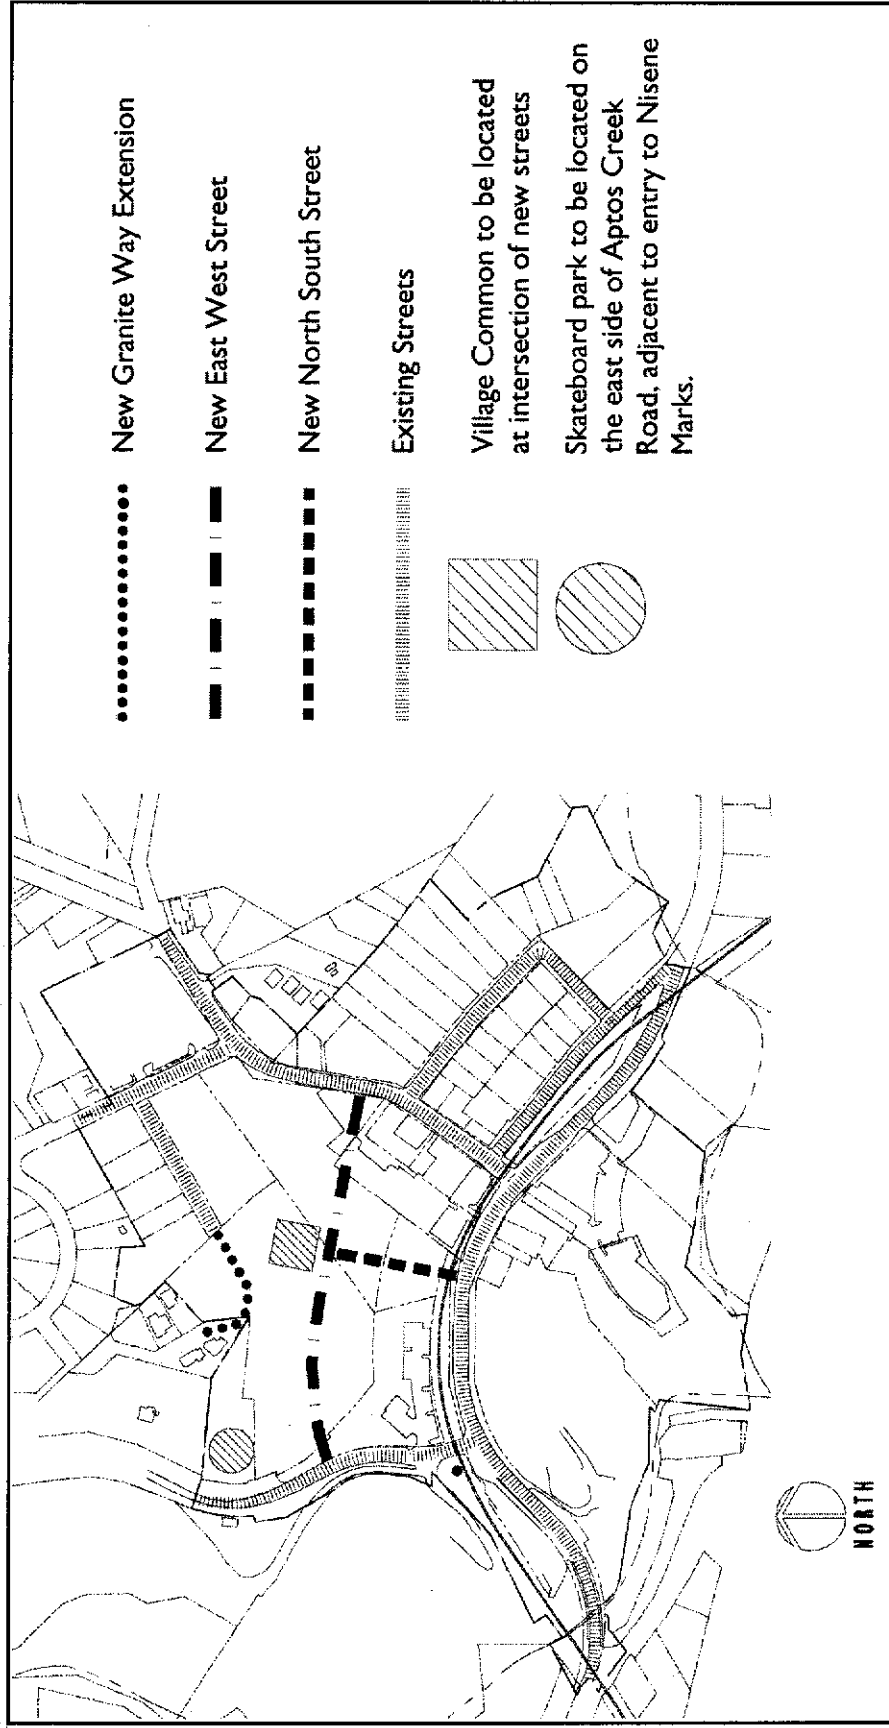 New Granite Way Extension
New East West Street
New North South Street
Existing Streets
Village Common to be located
at intersection of new streets
Skateboard park to be located on
the east side of Aptos Creek
Road, adjacent to entry to Nisene
Marks.
NORTH